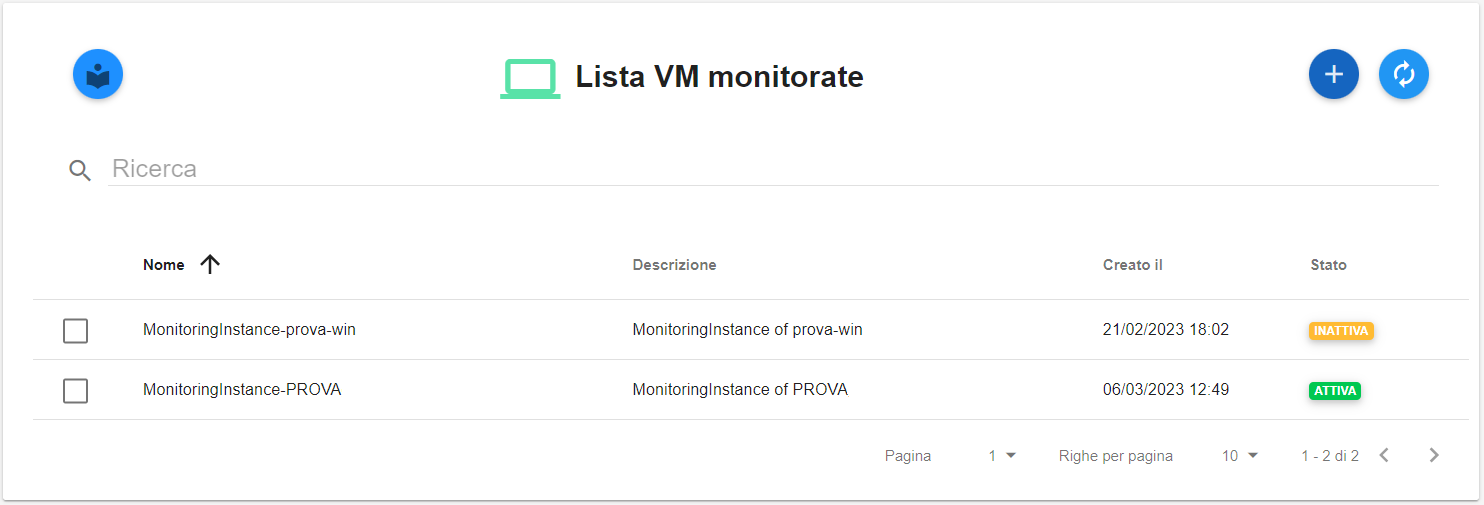 Lista VM monitorate
Ricerca
Nome Descrizione Creato il Stato
MonitoringInstance-prova-win MonitoringInstance of prova-win 21/02/2023 18:02 INATTIVA
MonitoringInstance-PROVA MonitoringInstance of PROVA 06/03/2023 12:49 ATTIVA
Pagina 1 Righe per pagina 10 1 - 2 di 2